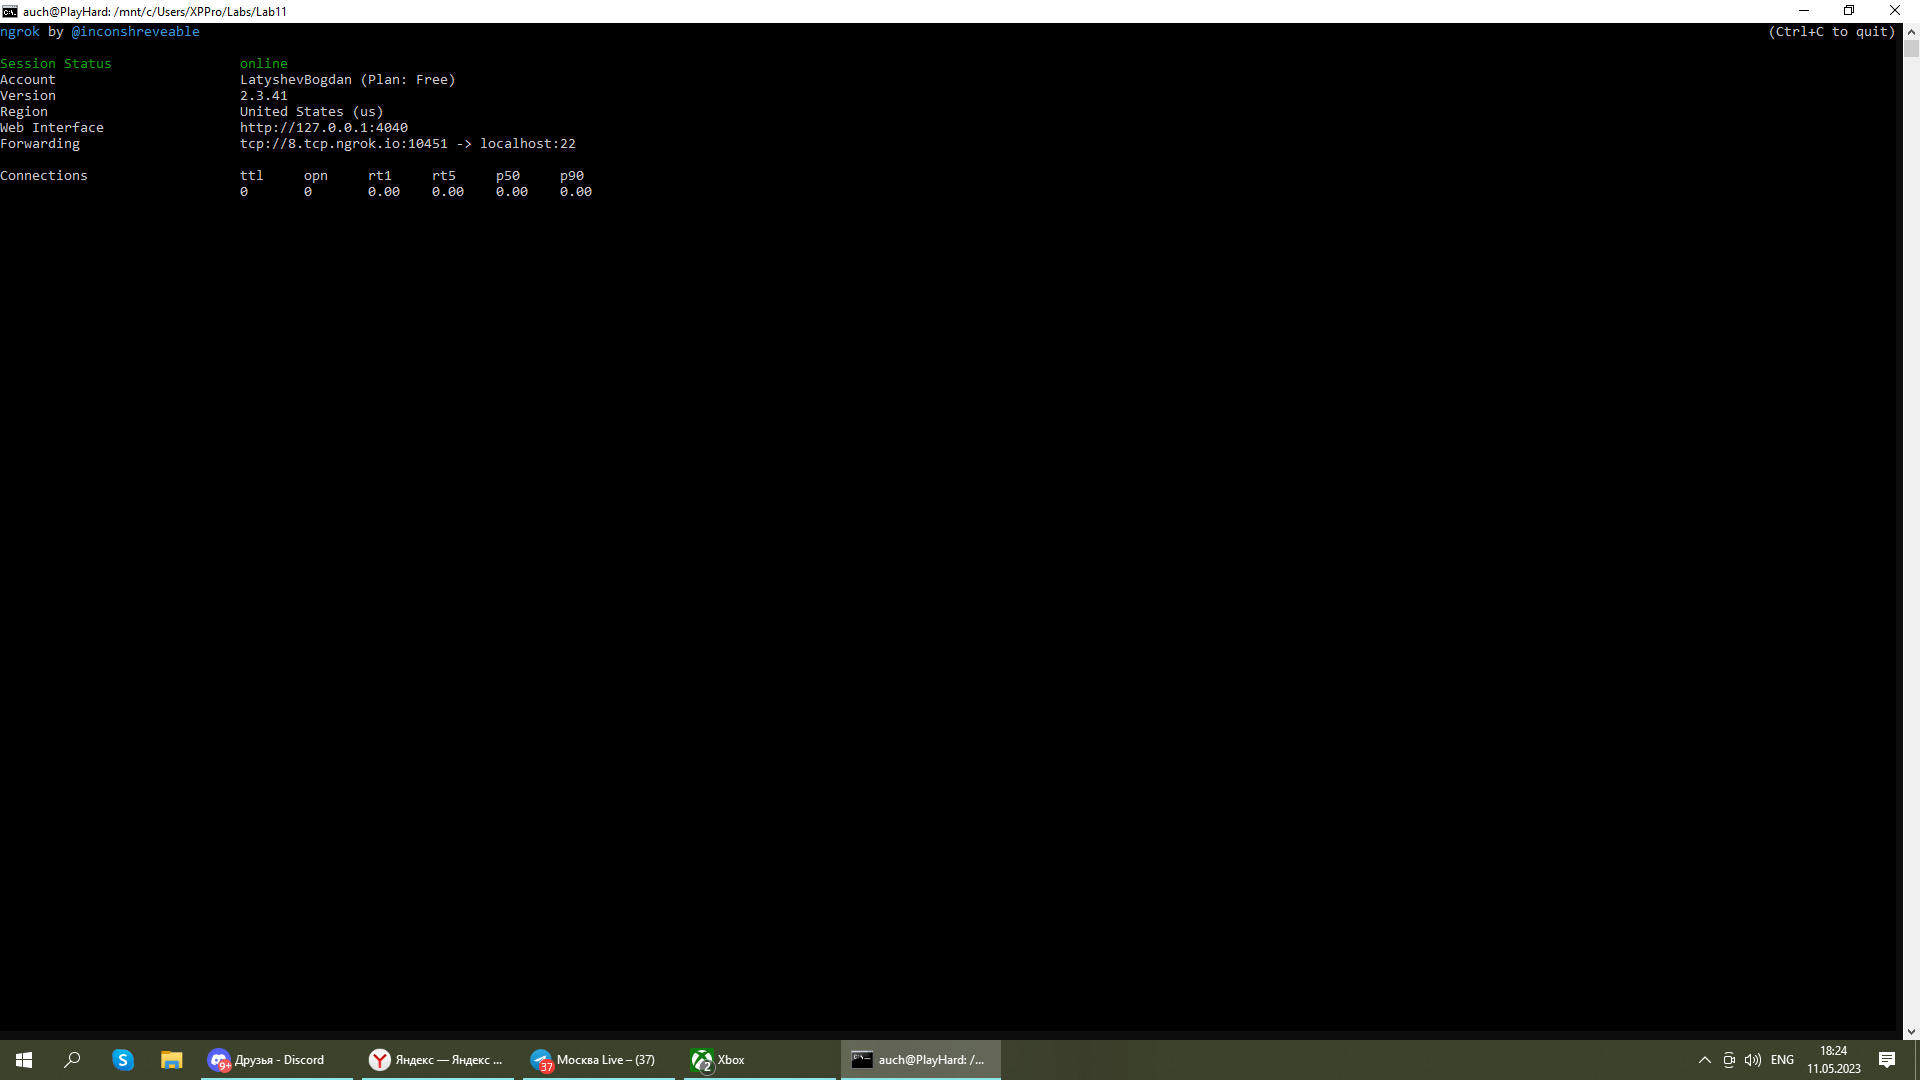 auch@PlayHard: /mnt/c/Users/XPPro/Labs/Lab11
ngrok by @inconshreveable (Ctrl+C to quit)
Session Status online
Account LatyshevBogdan (Plan: Free)
Version 2.3.41
Region United States (us)
Web Interface http://127.0.0.1:4040
Forwarding tcp://8.tcp.ngrok.io:10451 -> localhost:22
Connections ttl opn rt1 rt5 p50 p90
0 0 0.00 0.00 0.00 0.00
9+ Друзья - Discord
Яндекс — Яндекс ...
37 Москва Live – (37)
2 Xbox
auch@PlayHard: /...
ENG
18:24
11.05.2023